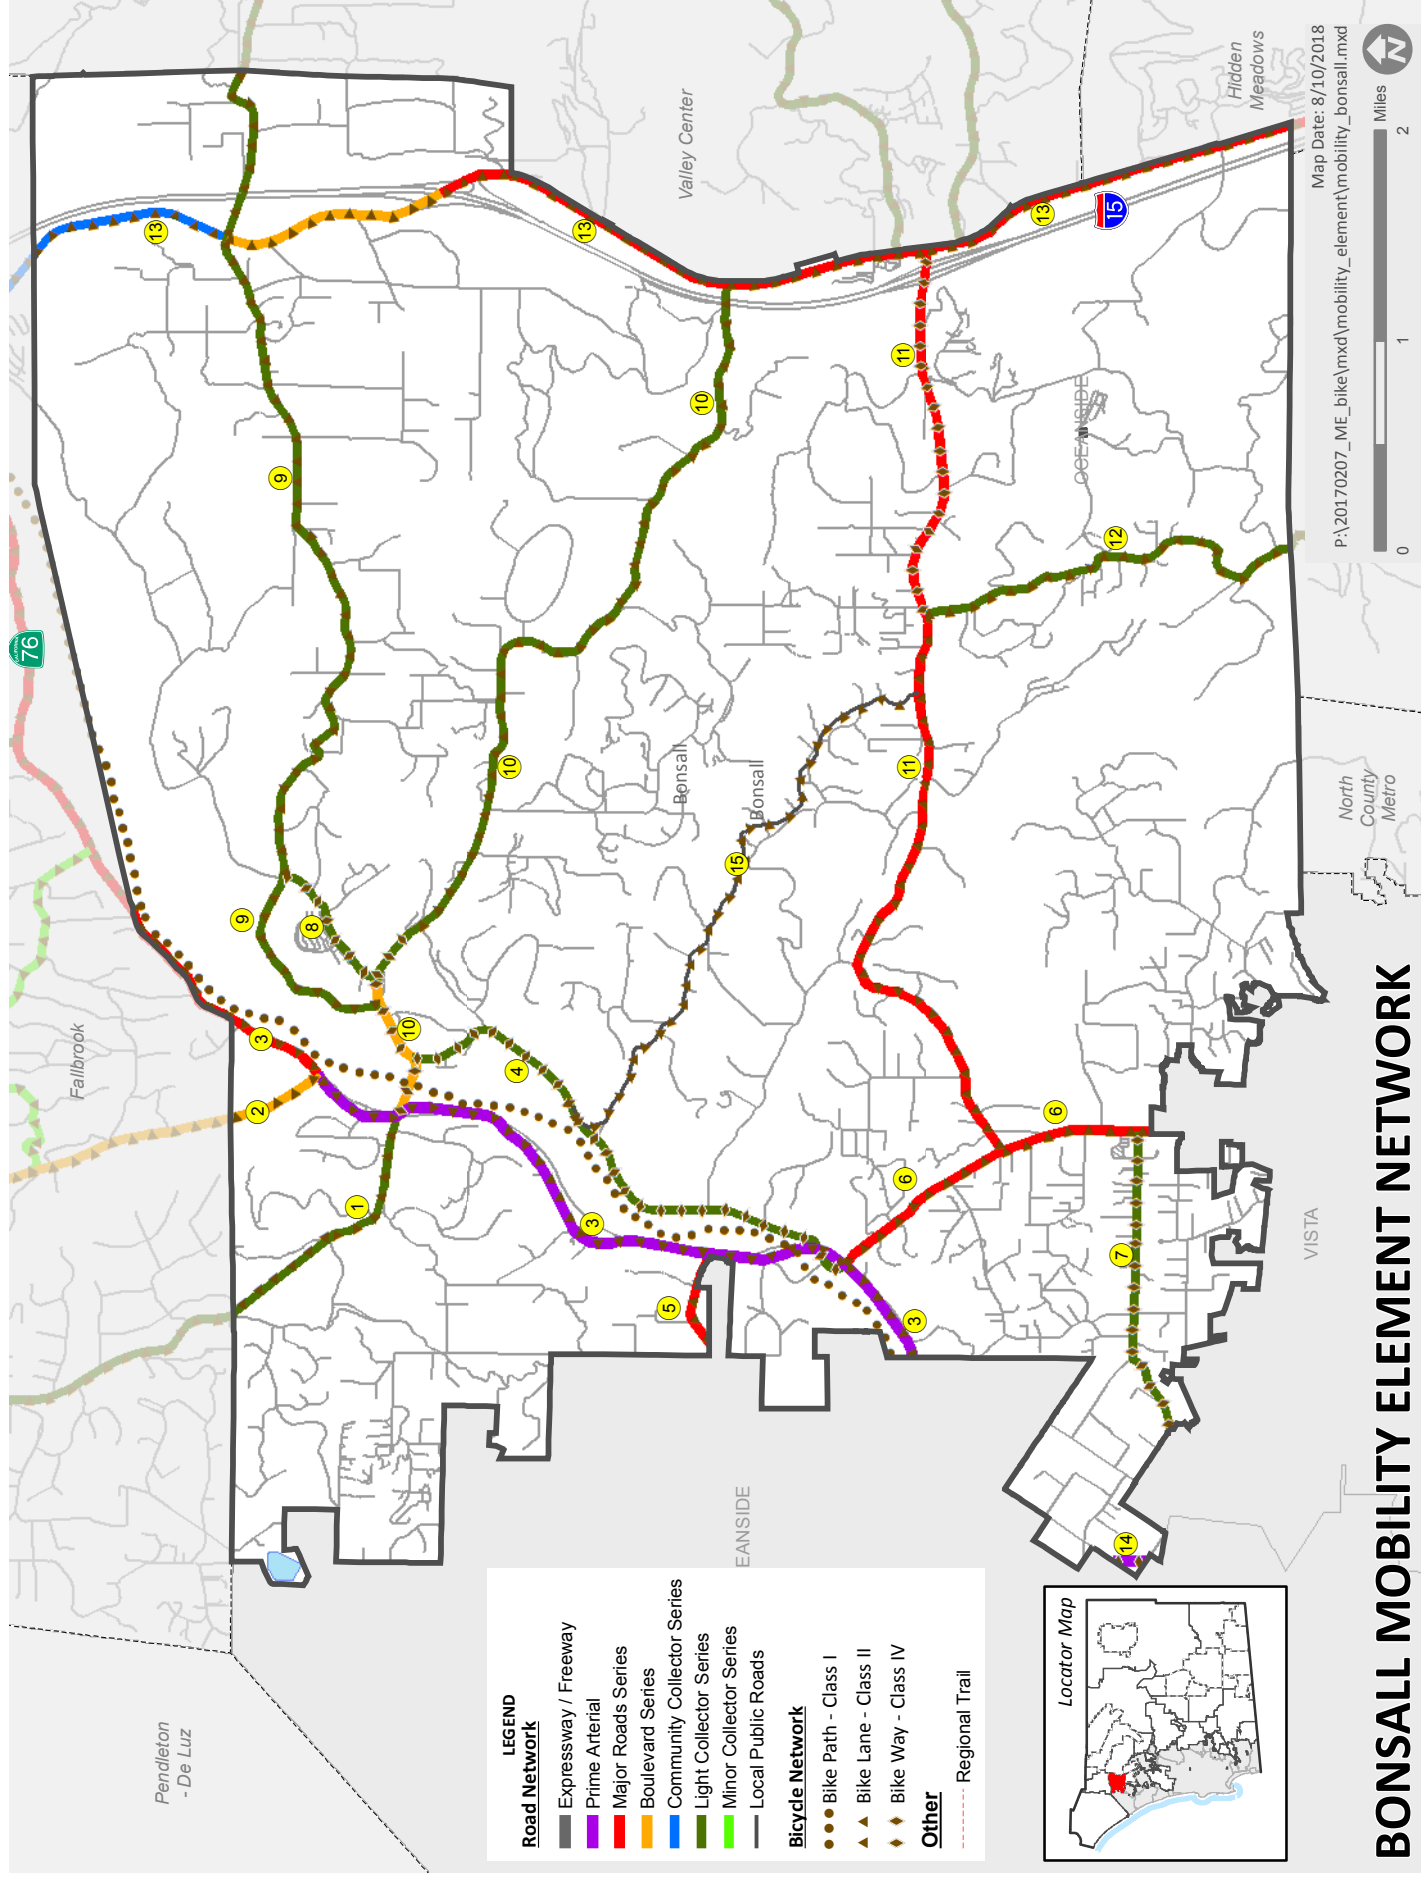 BONSALL MOBILITY ELEMENT NETWORK
LEGEND
Road Network
Expressway / Freeway
Prime Arterial
Major Roads Series
Boulevard Series
Community Collector Series
Light Collector Series
Minor Collector Series
Local Public Roads
Bicycle Network
Bike Path - Class I
Bike Lane - Class II
Bike Way - Class IV
Other
Regional Trail
Locator Map
Pendleton
- De Luz
Fallbrook
76
Valley Center
Hidden
Meadows
North
County
Metro
VISTA
EANSIDE
OCEANSIDE
Bonsall
Bonsall
15
1
2
3
3
3
4
5
6
6
7
8
9
9
10
10
10
11
11
12
13
13
13
14
15
Map Date: 8/10/2018
P:\20170207_ME_bike\mxd\mobility_element\mobility_bonsall.mxd
0
1
2
Miles
N